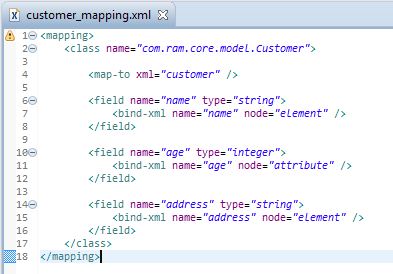 customer_mapping.xml
1 <mapping>
2 <class name="com.ram.core.model.Customer">
3
4 <map-to xml="customer" />
5
6 <field name="name" type="string">
7 <bind-xml name="name" node="element" />
8 </field>
9
10 <field name="age" type="integer">
11 <bind-xml name="age" node="attribute" />
12 </field>
13
14 <field name="address" type="string">
15 <bind-xml name="address" node="element" />
16 </field>
17 </class>
18 </mapping>